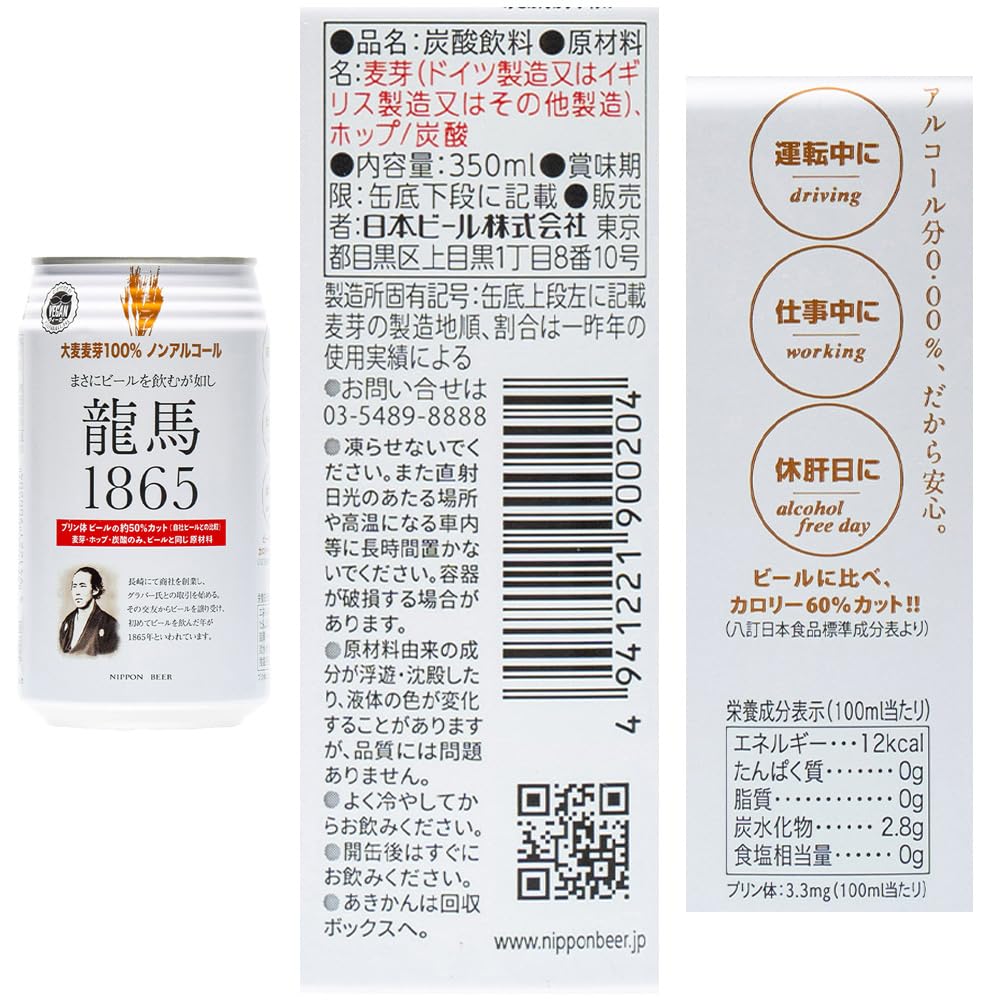 VEGAN
大麦麦芽100% ノンアルコール
まさにビールを飲むが如し
龍馬
1865
プリン体 ビールの約50%カット [自社ビールとの比較]
麦芽・ホップ・炭酸のみ、ビールと同じ原材料
長崎にて商社を創業し、
グラバー氏との取引を始める。
その交友からビールを譲り受け、
初めてビールを飲んだ年が
1865年といわれています。
NIPPON BEER
●品名:炭酸飲料 ●原材料
名:麦芽(ドイツ製造又はイギ
リス製造又はその他製造)、
ホップ/炭酸
●内容量:350ml ●賞味期
限:缶底下段に記載 ●販売
者:日本ビール株式会社 東京
都目黒区上目黒1丁目8番10号
製造所固有記号:缶底上段左に記載
麦芽の製造地順、割合は一昨年の
使用実績による
●お問い合せは
03-5489-8888
●凍らせないでく
ださい。また直射
日光のあたる場所
や高温になる車内
等に長時間置かな
いでください。容器
が破損する場合が
あります。
●原材料由来の成
分が浮遊・沈殿した
り、液体の色が変化
することがあります
が、品質には問題
ありません。
●よく冷やしてか
らお飲みください。
●開缶後はすぐに
お飲みください。
●あきかんは回収
ボックスへ。
4 941221 900204
www.nipponbeer.jp
アルコール分0.00%、だから安心。
運転中に
driving
仕事中に
working
休肝日に
alcohol
free day
ビールに比べ、
カロリー60%カット!!
(八訂日本食品標準成分表より)
栄養成分表示(100ml当たり)
エネルギー…12kcal
たんぱく質……0g
脂質…………0g
炭水化物……2.8g
食塩相当量……0g
プリン体:3.3mg(100ml当たり)